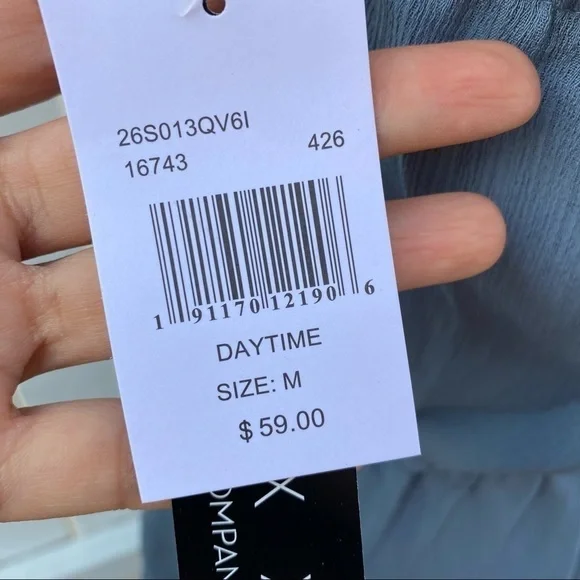 26S013QV6I
16743 426
1 91170 12190 6
DAYTIME
SIZE: M
$ 59.00
X